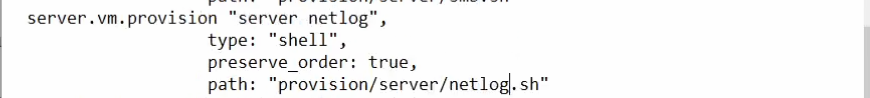 server.vm.provision "server netlog",
type: "shell",
preserve_order: true,
path: "provision/server/netlog.sh"